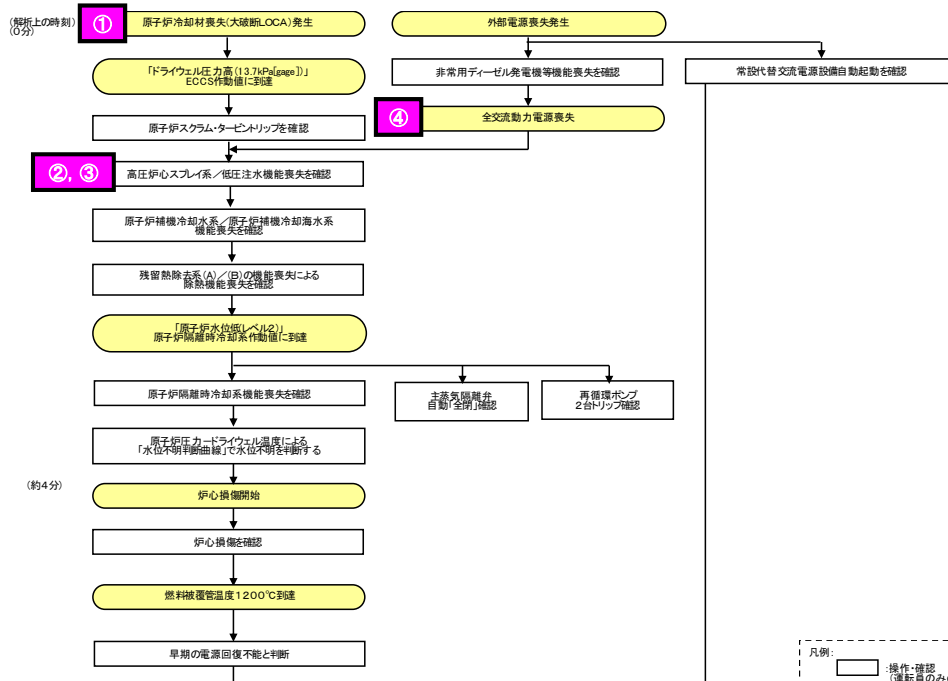 (解析上の時刻)
(0分)
①
原子炉冷却材喪失(大破断LOCA)発生
外部電源喪失発生
「ドライウェル圧力高(13.7kPa[gage])」
ECCS作動値に到達
非常用ディーゼル発電機等機能喪失を確認
常設代替交流電源設備自動起動を確認
④
全交流動力電源喪失
原子炉スクラム・タービントリップを確認
②, ③
高圧炉心スプレイ系/低圧注水機能喪失を確認
原子炉補機冷却水系/原子炉補機冷却海水系
機能喪失を確認
残留熱除去系(A)/(B)の機能喪失による
除熱機能喪失を確認
「原子炉水位低(レベル2)」
原子炉隔離時冷却系作動値に到達
原子炉隔離時冷却系機能喪失を確認
主蒸気隔離弁
自動「全閉」確認
再循環ポンプ
2台トリップ確認
原子炉圧力-ドライウェル温度による
「水位不明判断曲線」で水位不明を判断する
(約4分)
炉心損傷開始
炉心損傷を確認
燃料被覆管温度1200℃到達
早期の電源回復不能と判断
凡例:
:操作・確認
(運転員のみ